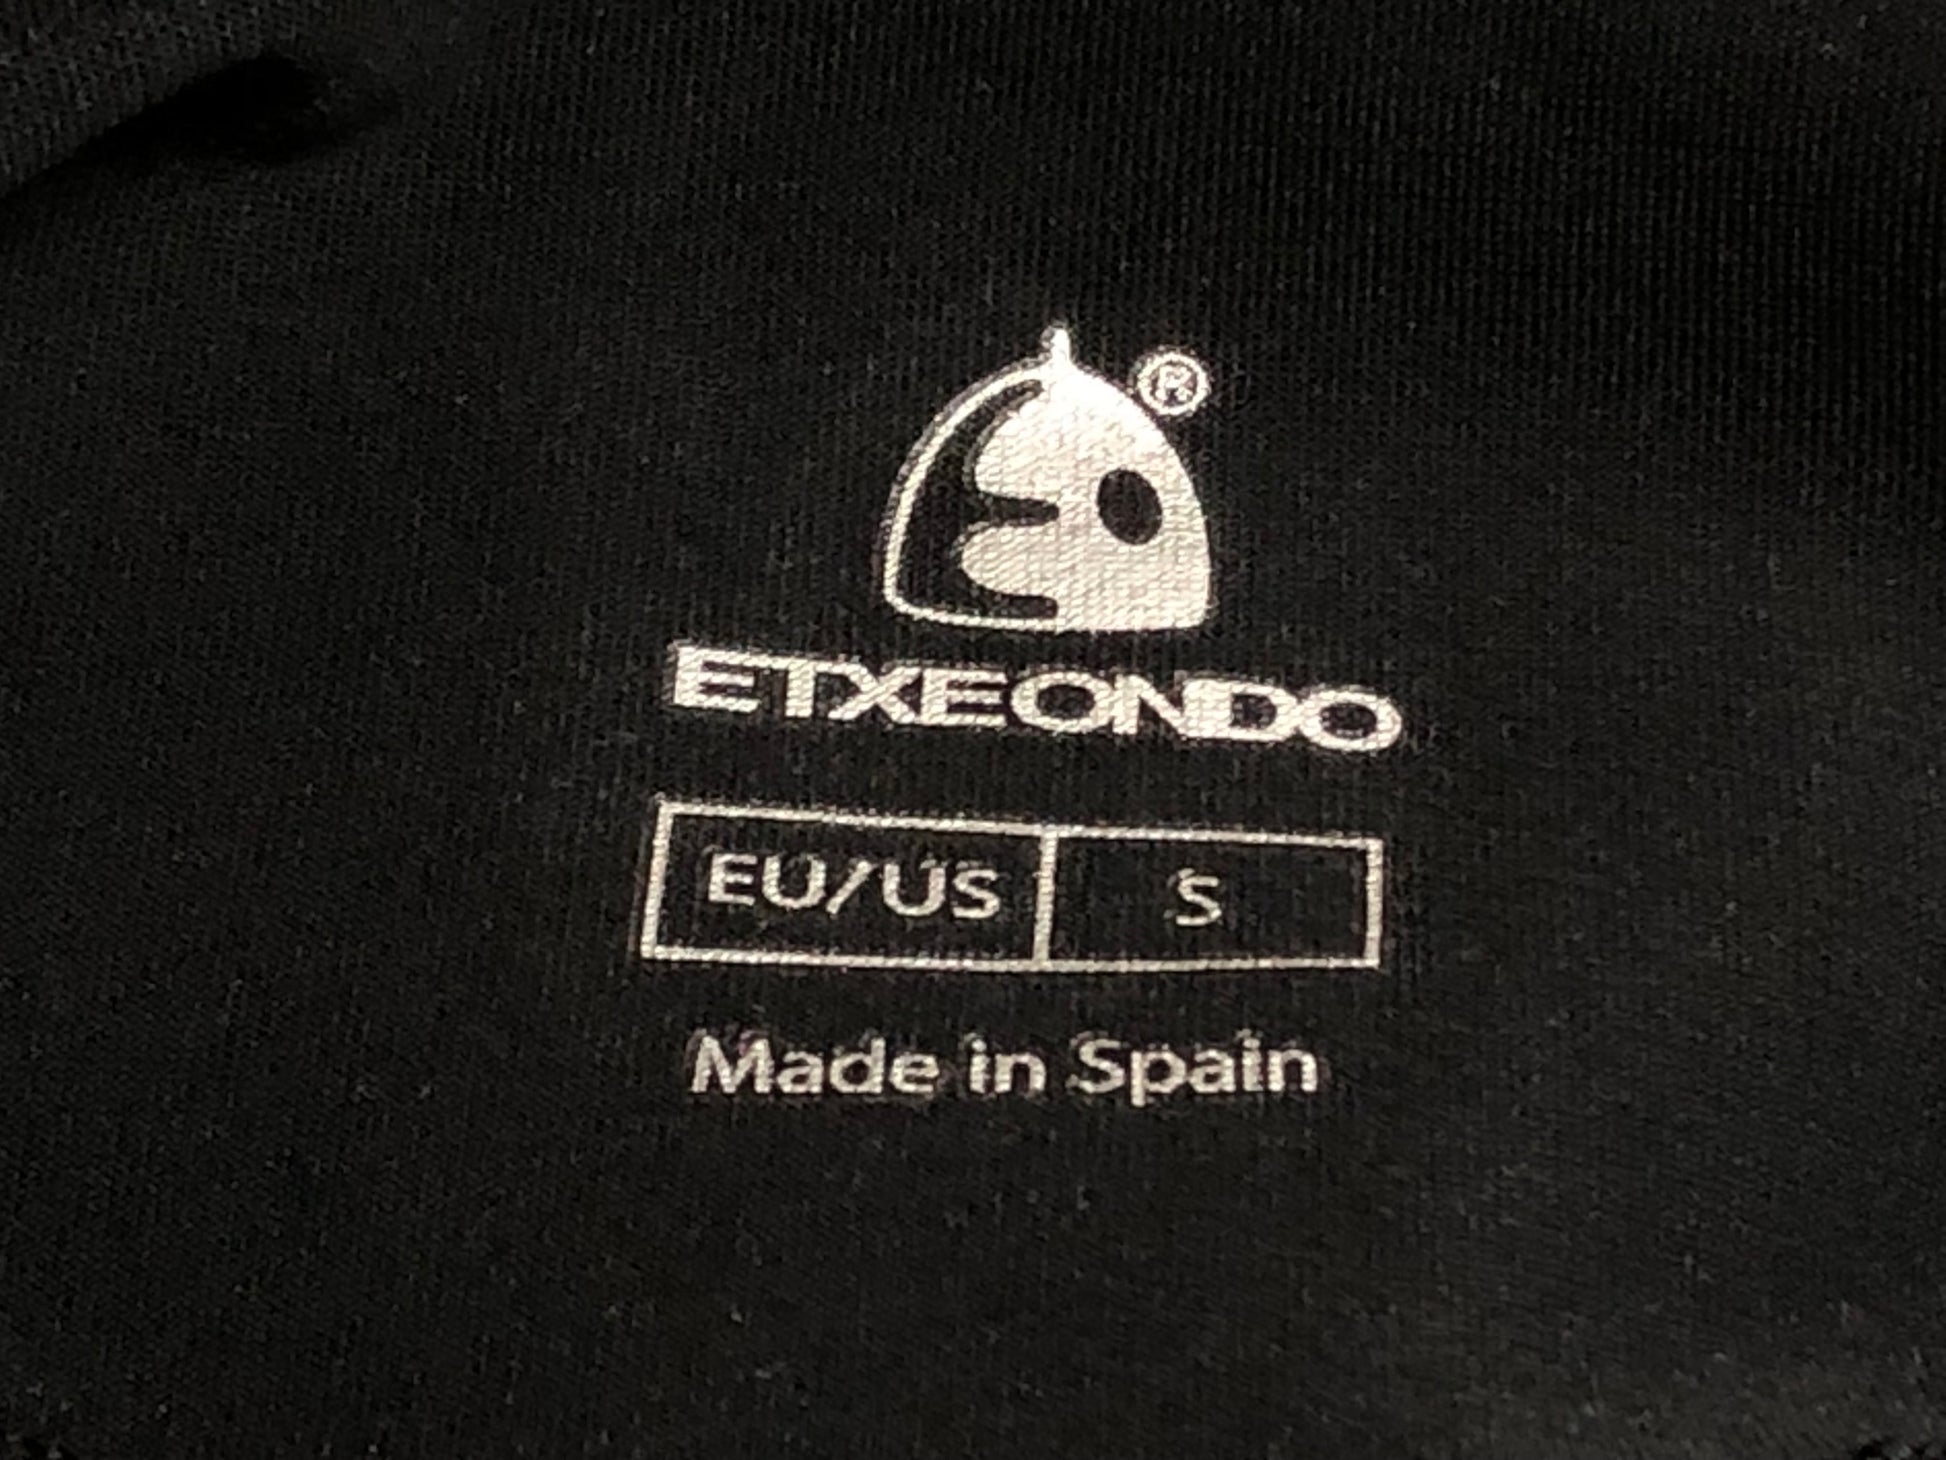 ®
ETXEONDO
EU/US S
Made in Spain